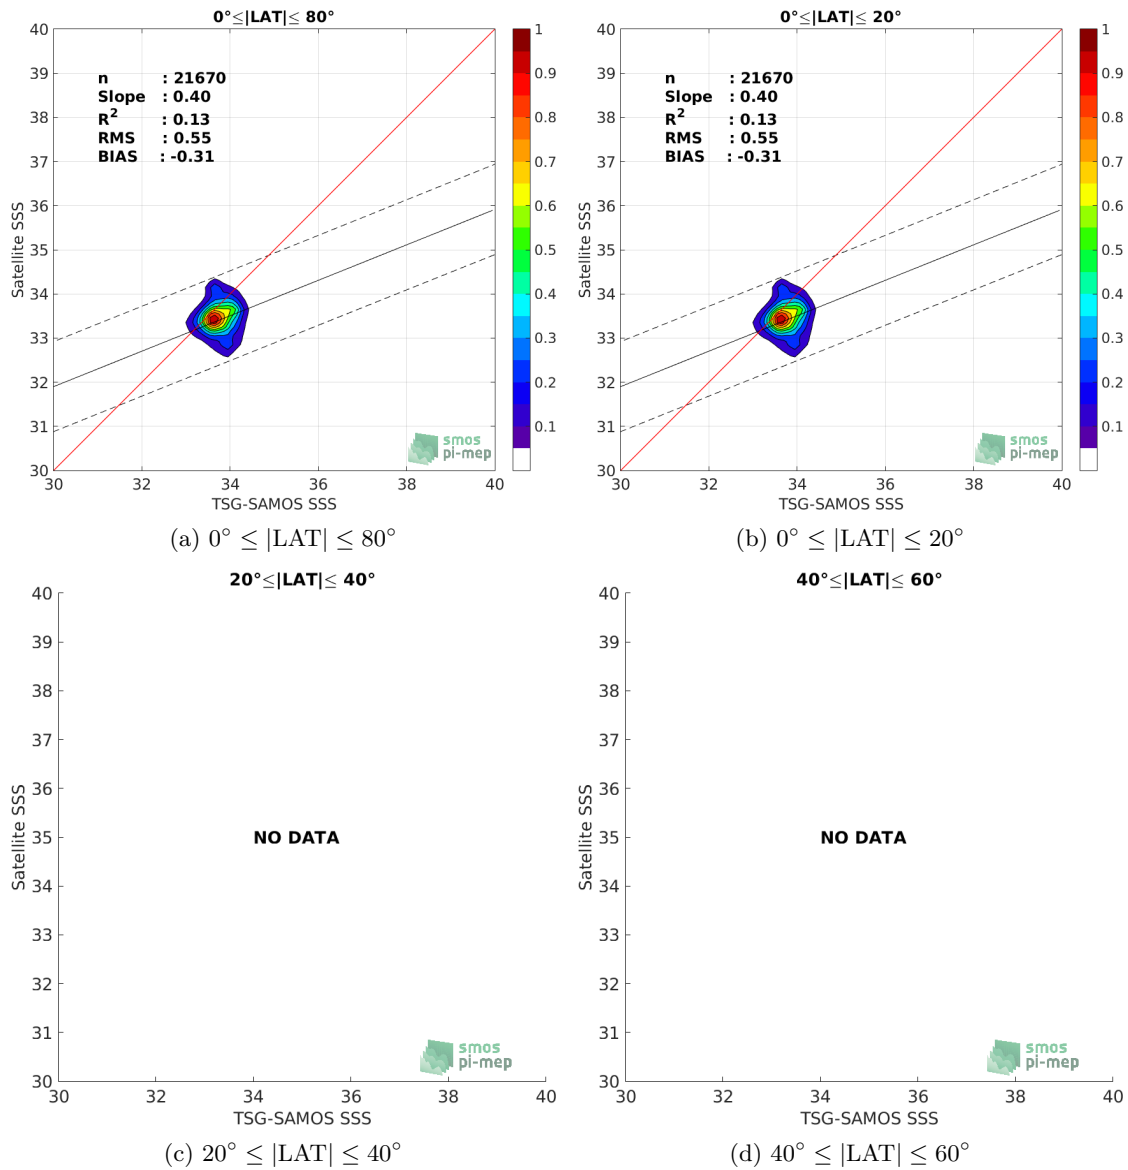 0°≤|LAT|≤ 80°
40
39
38
37
36
35
34
33
32
31
30
Satellite SSS
n : 21670
Slope : 0.40
R² : 0.13
RMS : 0.55
BIAS : -0.31
smos
pi-mep
30 32 34 36 38 40
TSG-SAMOS SSS
1
0.9
0.8
0.7
0.6
0.5
0.4
0.3
0.2
0.1
(a) 0° ≤ |LAT| ≤ 80°
0°≤|LAT|≤ 20°
40
39
38
37
36
35
34
33
32
31
30
Satellite SSS
n : 21670
Slope : 0.40
R² : 0.13
RMS : 0.55
BIAS : -0.31
smos
pi-mep
30 32 34 36 38 40
TSG-SAMOS SSS
1
0.9
0.8
0.7
0.6
0.5
0.4
0.3
0.2
0.1
(b) 0° ≤ |LAT| ≤ 20°
20°≤|LAT|≤ 40°
40
39
38
37
36
35
34
33
32
31
30
Satellite SSS
NO DATA
smos
pi-mep
30 32 34 36 38 40
TSG-SAMOS SSS
(c) 20° ≤ |LAT| ≤ 40°
40°≤|LAT|≤ 60°
40
39
38
37
36
35
34
33
32
31
30
Satellite SSS
NO DATA
smos
pi-mep
30 32 34 36 38 40
TSG-SAMOS SSS
(d) 40° ≤ |LAT| ≤ 60°